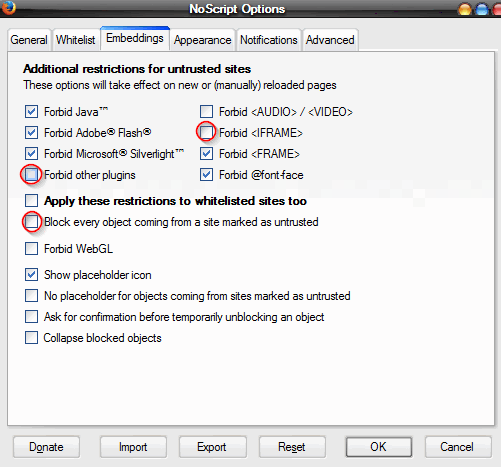 NoScript Options
General Whitelist Embeddings Appearance Notifications Advanced
Additional restrictions for untrusted sites
These options will take effect on new or (manually) reloaded pages
Forbid Java™ Forbid <AUDIO> / <VIDEO>
Forbid Adobe® Flash® Forbid <IFRAME>
Forbid Microsoft® Silverlight™ Forbid <FRAME>
Forbid other plugins Forbid @font-face
Apply these restrictions to whitelisted sites too
Block every object coming from a site marked as untrusted
Forbid WebGL
Show placeholder icon
No placeholder for objects coming from sites marked as untrusted
Ask for confirmation before temporarily unblocking an object
Collapse blocked objects
Donate Import Export Reset OK Cancel